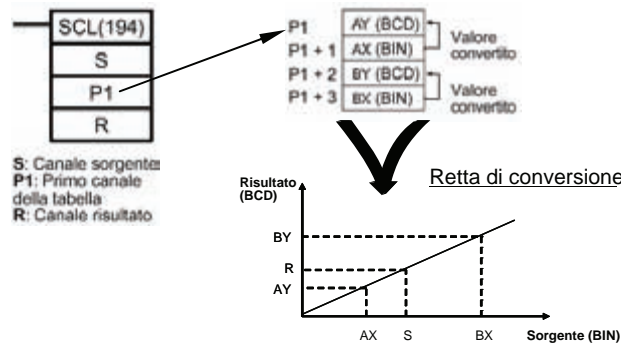 SCL(194)
S
P1
R
S: Canale sorgente
P1: Primo canale
della tabella
R: Canale risultato
P1 AY (BCD)
P1 + 1 AX (BIN)
P1 + 2 BY (BCD)
P1 + 3 BX (BIN)
Valore
convertito
Valore
convertito
Retta di conversione
Risultato
(BCD)
BY
R
AY
AX S BX Sorgente (BIN)